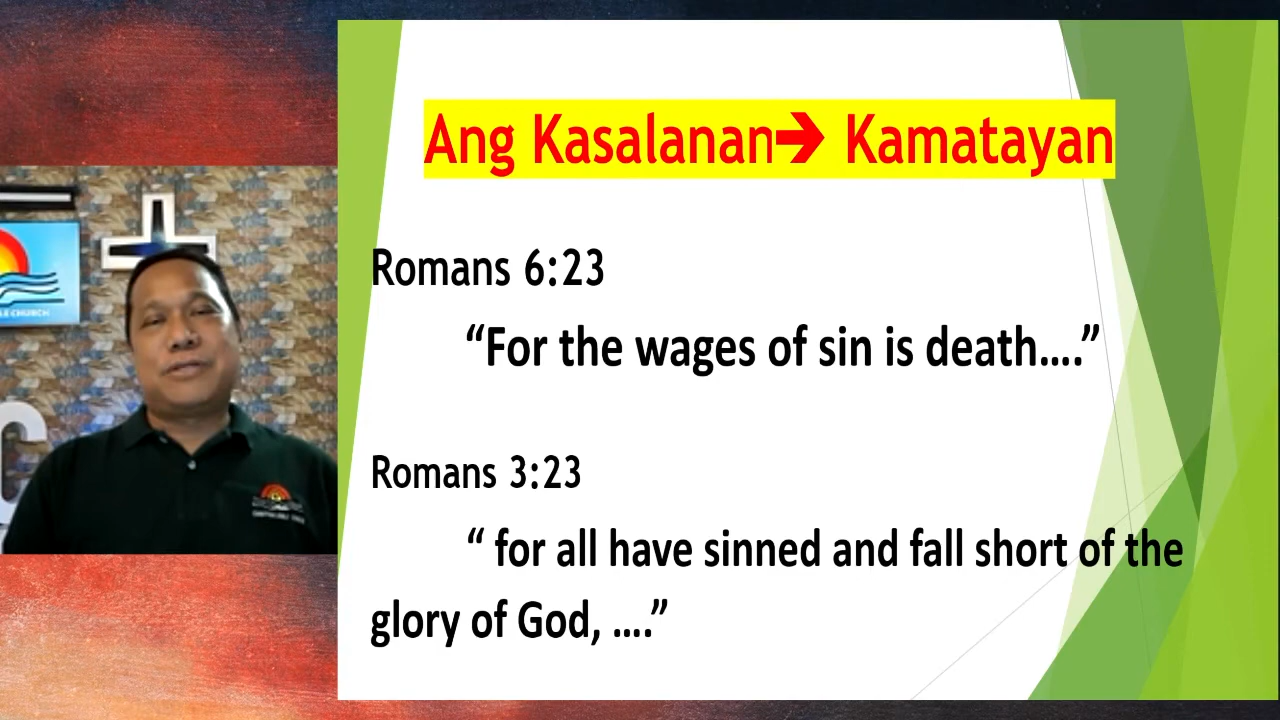 Ang Kasalanan➔ Kamatayan
Romans 6:23
“For the wages of sin is death....”
Romans 3:23
“ for all have sinned and fall short of the
glory of God, ....”
CHURCH